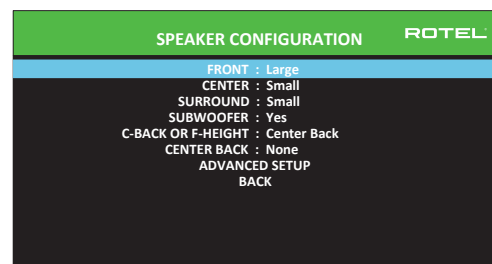 SPEAKER CONFIGURATION ROTEL
FRONT : Large
CENTER : Small
SURROUND : Small
SUBWOOFER : Yes
C-BACK OR F-HEIGHT : Center Back
CENTER BACK : None
ADVANCED SETUP
BACK